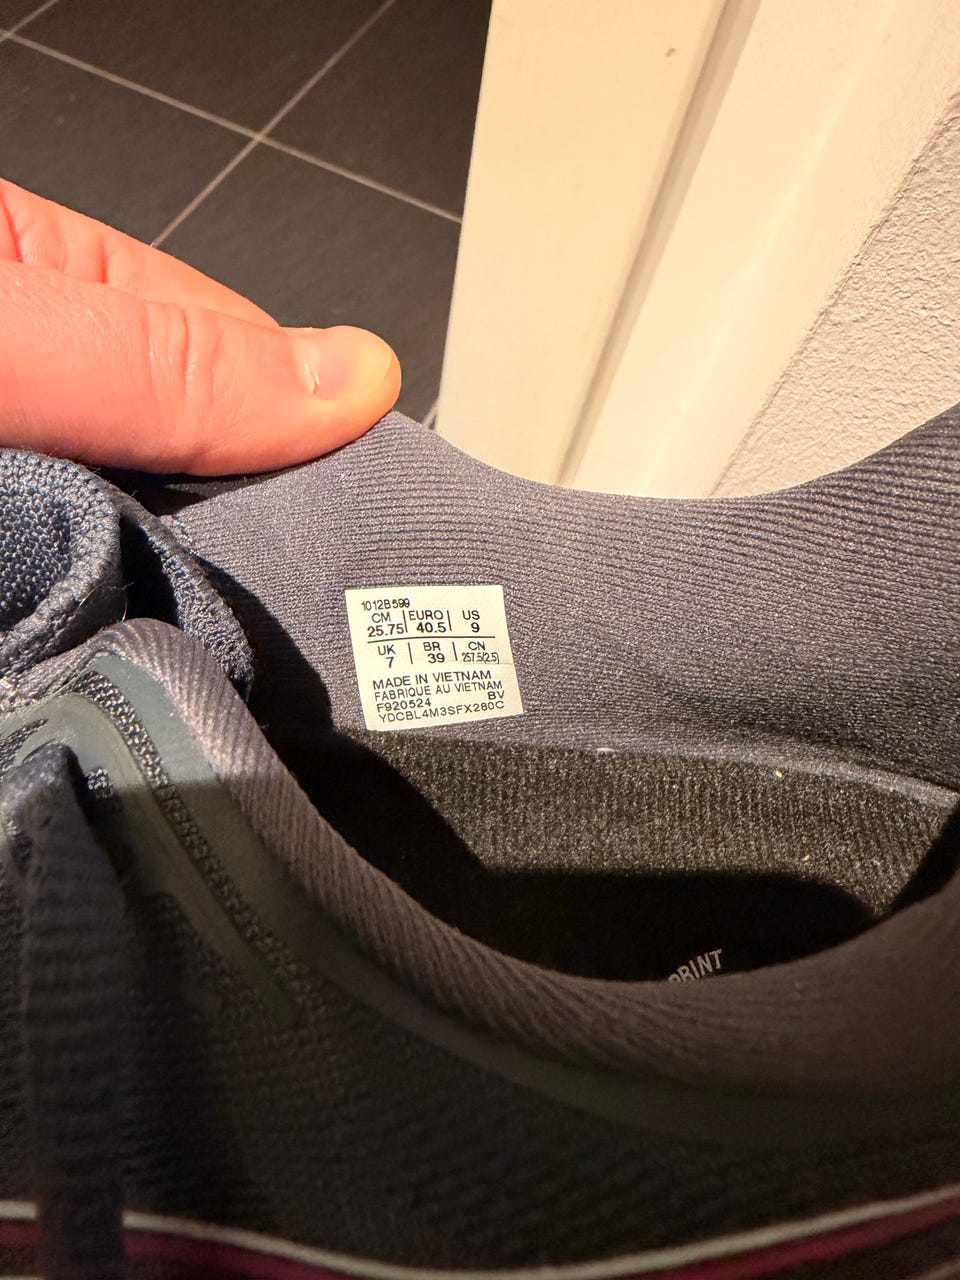 1012B599
CM EURO US
25.75 40.5 9
UK BR CN
7 39 257.5(2.5)
MADE IN VIETNAM
FABRIQUE AU VIETNAM
F920524 BV
YDCBL4M3SFX280C